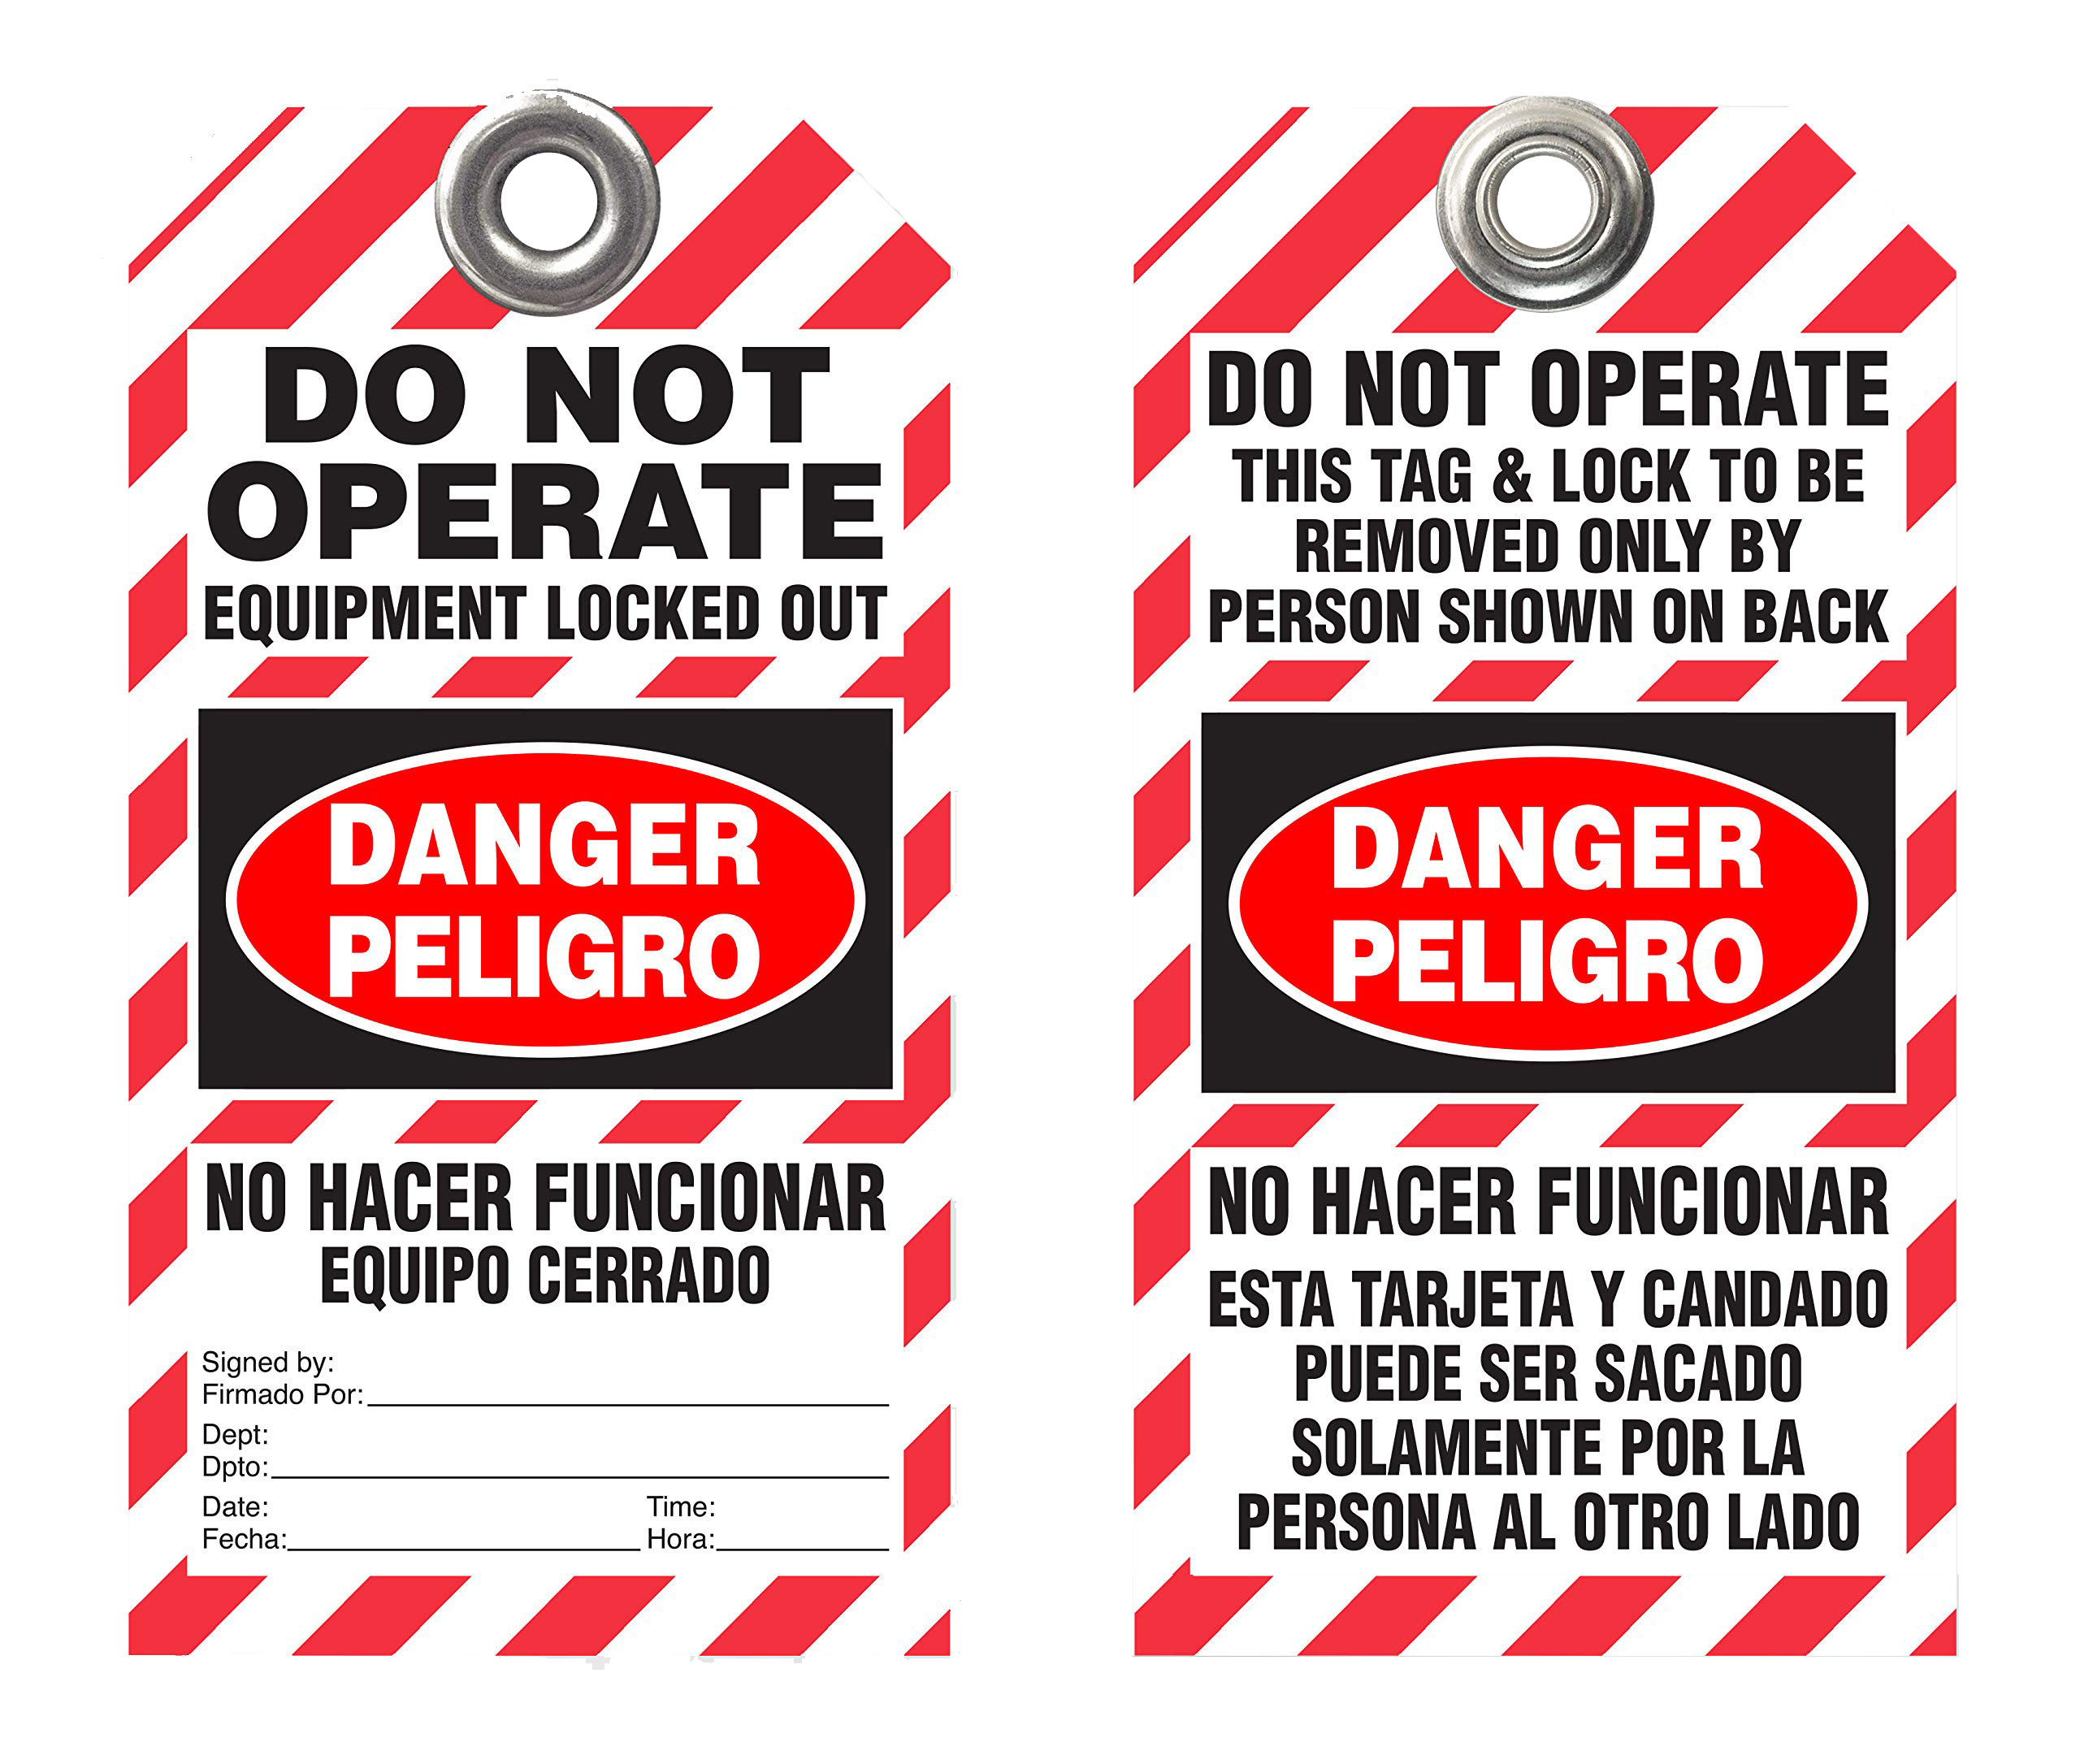 DO NOT
OPERATE
EQUIPMENT LOCKED OUT
DANGER
PELIGRO
NO HACER FUNCIONAR
EQUIPO CERRADO
Signed by:
Firmado Por:
Dept:
Dpto:
Date: Time:
Fecha: Hora:
DO NOT OPERATE
THIS TAG & LOCK TO BE
REMOVED ONLY BY
PERSON SHOWN ON BACK
DANGER
PELIGRO
NO HACER FUNCIONAR
ESTA TARJETA Y CANDADO
PUEDE SER SACADO
SOLAMENTE POR LA
PERSONA AL OTRO LADO